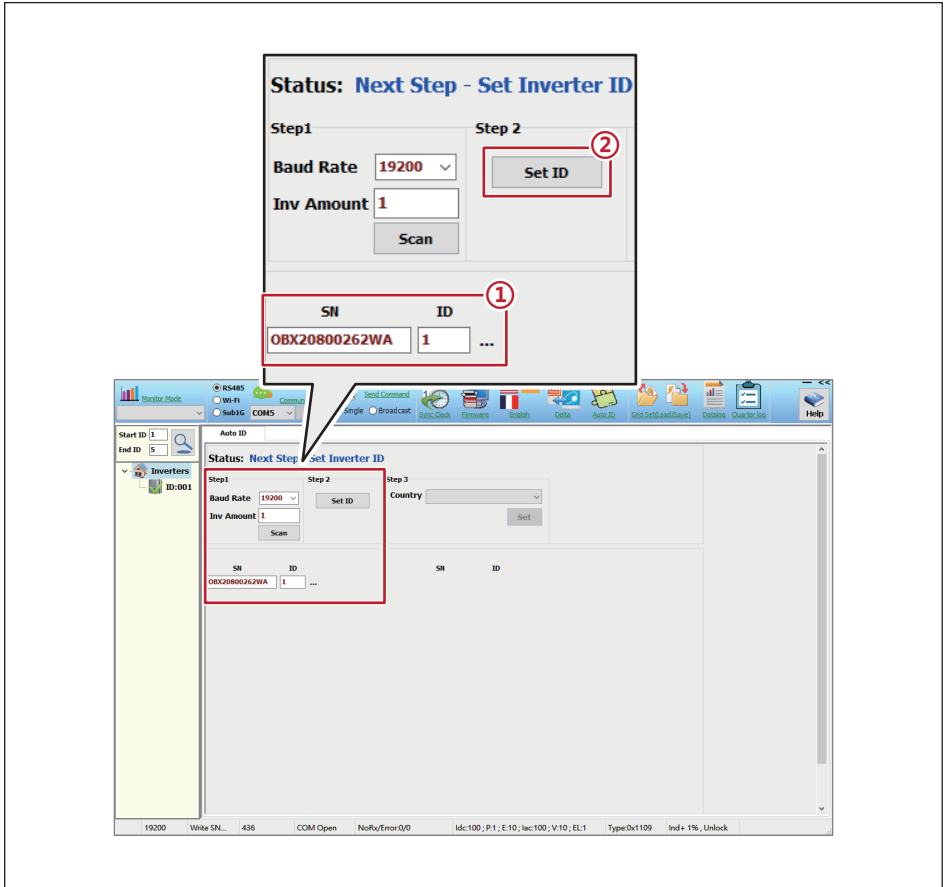 Status: Next Step - Set Inverter ID
Step1
Step 2
②
Baud Rate 19200
Set ID
Inv Amount 1
Scan
①
SN ID
OBX20800262WA 1 ...
Monitor Mode
RS485
Wi-Fi
Sub1G COM5
Send Command
Broadcast
Sync Clock
Firmware
English
Delta
Auto ID
Grid Set(Load/Save)
Datalog
Quarter log
— <<
Help
Start ID 1
End ID 5
Inverters
ID:001
Auto ID
Status: Next Step Set Inverter ID
Step1 Step 2 Step 3
Baud Rate 19200 Set ID Country
Inv Amount 1 Set
Scan
SN ID SN ID
OBX20800262WA 1 ...
19200 Write SN... 436 COM Open NoRx/Error:0/0 Idc:100 ; P:1 ; E:10 ; Iac:100 ; V:10 ; EL:1 Type:0x1109 Ind+ 1% , Unlock